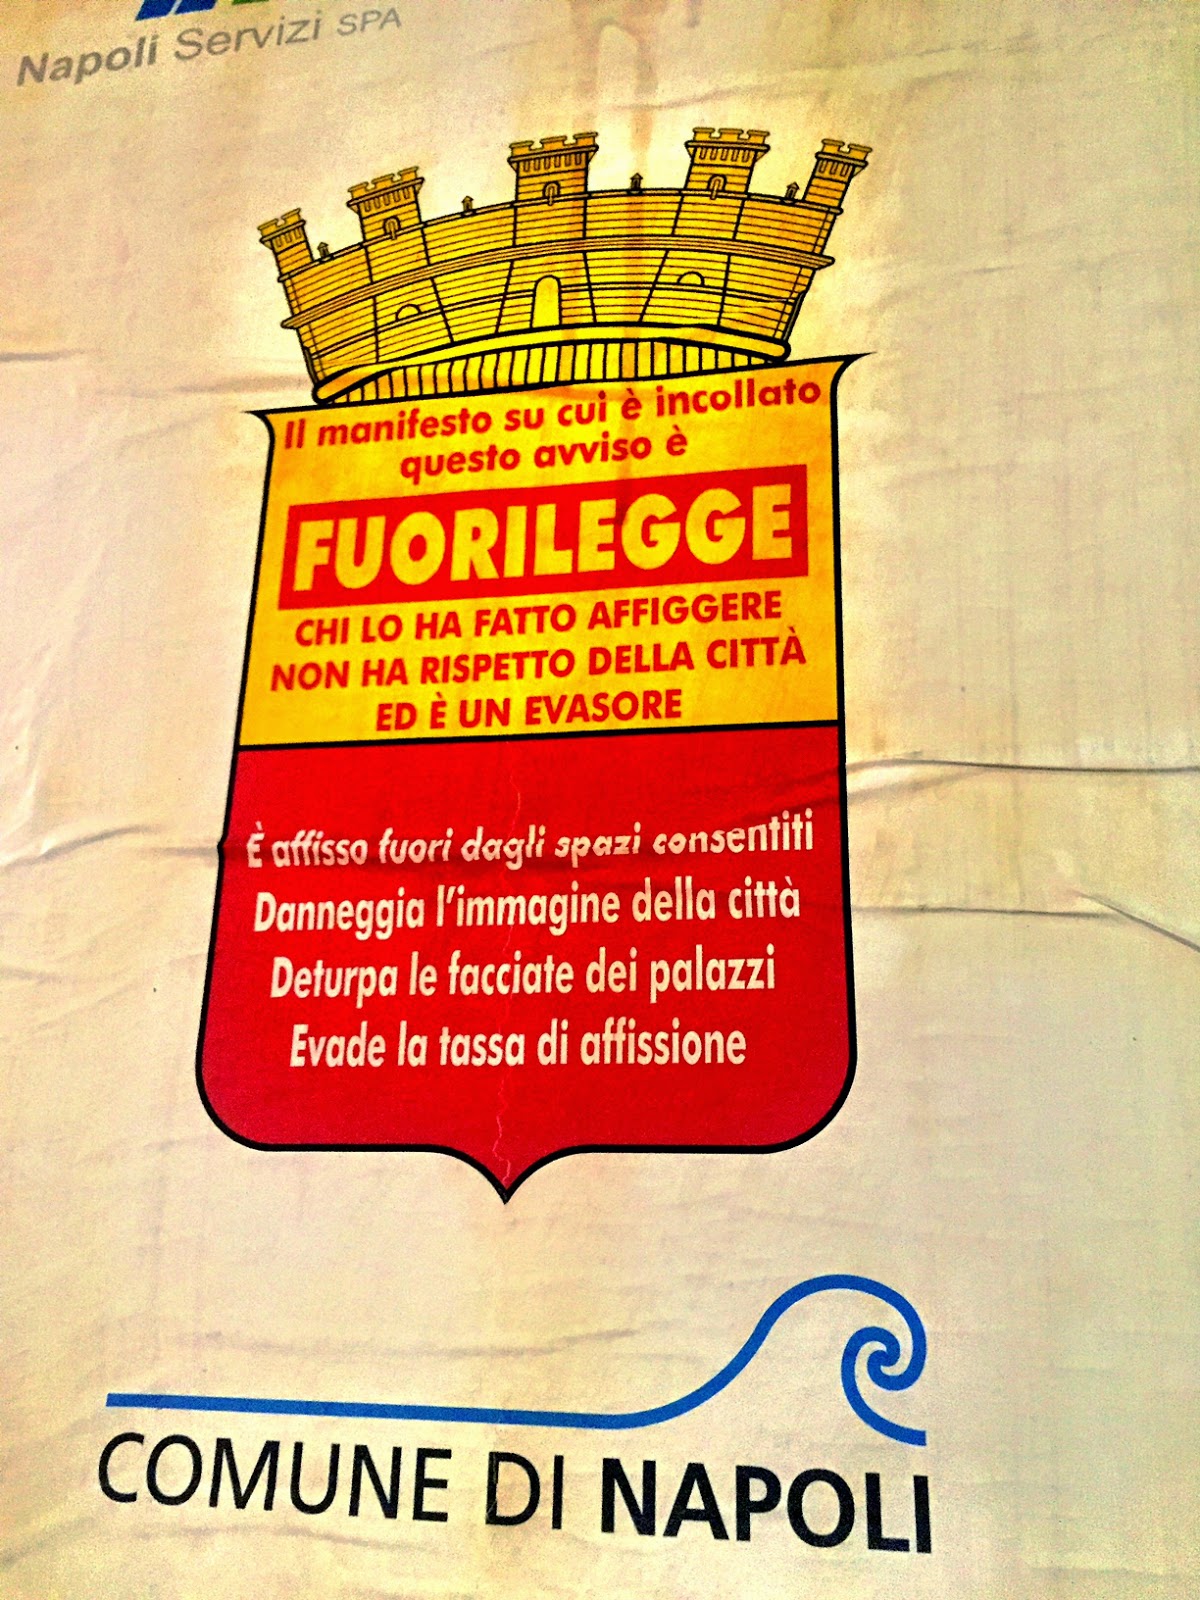 Napoli Servizi SPA
Il manifesto su cui è incollato
questo avviso è
FUORILEGGE
CHI LO HA FATTO AFFIGGERE
NON HA RISPETTO DELLA CITTÀ
ED È UN EVASORE
È affisso fuori dagli spazi consentiti
Danneggia l'immagine della città
Deturpa le facciate dei palazzi
Evade la tassa di affissione
COMUNE DI NAPOLI